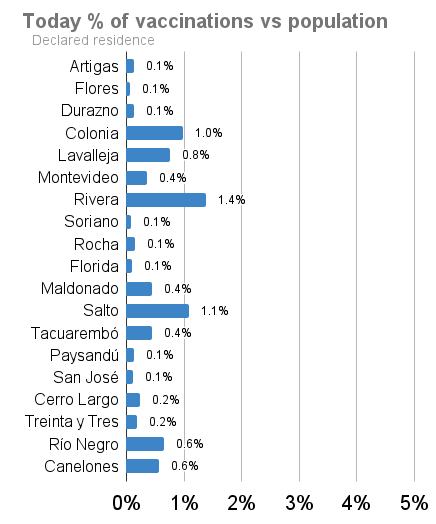 Today % of vaccinations vs population
Declared residence
Artigas 0.1%
Flores 0.1%
Durazno 0.1%
Colonia 1.0%
Lavalleja 0.8%
Montevideo 0.4%
Rivera 1.4%
Soriano 0.1%
Rocha 0.1%
Florida 0.1%
Maldonado 0.4%
Salto 1.1%
Tacuarembó 0.4%
Paysandú 0.1%
San José 0.1%
Cerro Largo 0.2%
Treinta y Tres 0.2%
Río Negro 0.6%
Canelones 0.6%
0% 1% 2% 3% 4% 5%